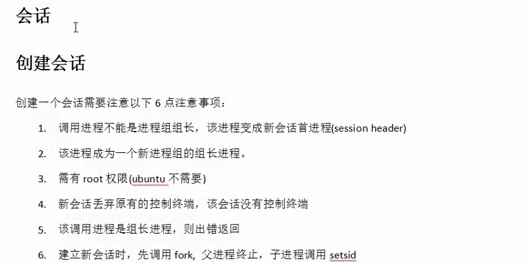 会话
创建会话
创建一个会话需要注意以下 6 点注意事项：
1. 调用进程不能是进程组组长，该进程变成新会话首进程(session header)
2. 该进程成为一个新进程组的组长进程。
3. 需有 root 权限(ubuntu 不需要)
4. 新会话丢弃原有的控制终端，该会话没有控制终端
5. 该调用进程是组长进程，则出错返回
6. 建立新会话时，先调用 fork, 父进程终止，子进程调用 setsid